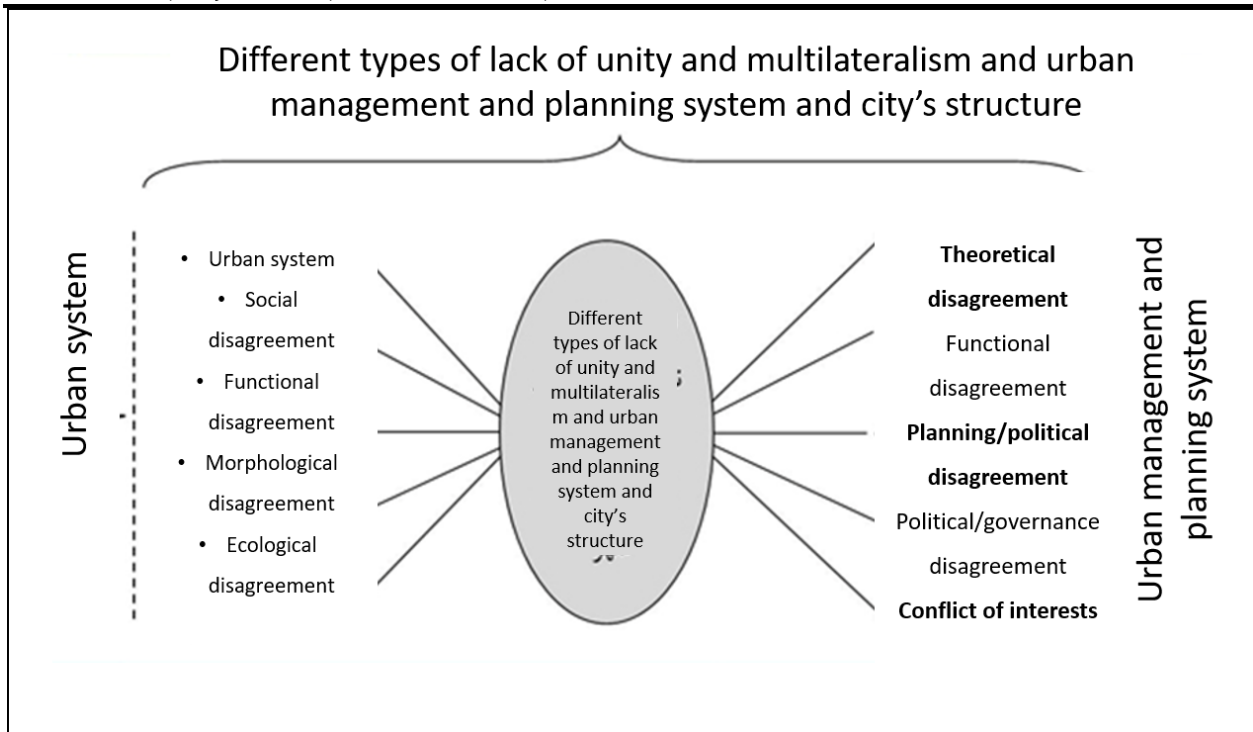 Different types of lack of unity and multilateralism and urban
management and planning system and city's structure
Urban system
• Urban system
• Social
disagreement
• Functional
disagreement
• Morphological
disagreement
• Ecological
disagreement
Different
types of lack
of unity and
multilateralis
m and urban
management
and planning
system and
city's
structure
Theoretical
disagreement
Functional
disagreement
Planning/political
disagreement
Political/governance
disagreement
Conflict of interests
Urban management and
planning system